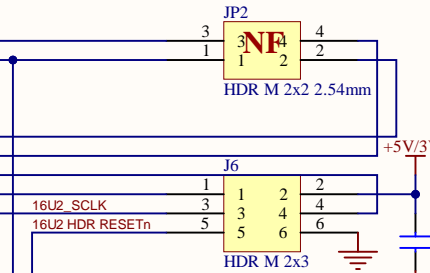 JP2
3 3 NF 4 4
1 1 2 2
HDR M 2x2 2.54mm
+5V/3
J6
1 1 2 2
16U2_SCLK 3 3 4 4
16U2 HDR RESETn 5 5 6 6
HDR M 2x3